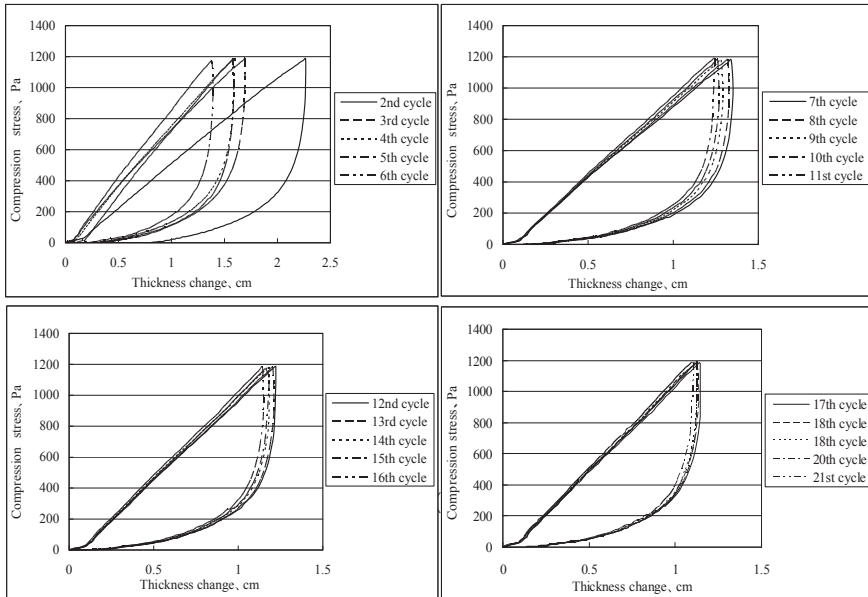 1400
1200
1000
800
600
400
200
0
Compression stress、Pa
0 0.5 1 1.5 2 2.5
Thickness change、cm
2nd cycle
3rd cycle
4th cycle
5th cycle
6th cycle
1400
1200
1000
800
600
400
200
0
Compression stress、Pa
0 0.5 1 1.5
Thickness change、cm
7th cycle
8th cycle
9th cycle
10th cycle
11st cycle
1400
1200
1000
800
600
400
200
0
Compression stress、Pa
0 0.5 1 1.5
Thickness change、cm
12nd cycle
13rd cycle
14th cycle
15th cycle
16th cycle
1400
1200
1000
800
600
400
200
0
Compression stress、Pa
0 0.5 1 1.5
Thickness change、cm
17th cycle
18th cycle
18th cycle
20th cycle
21st cycle